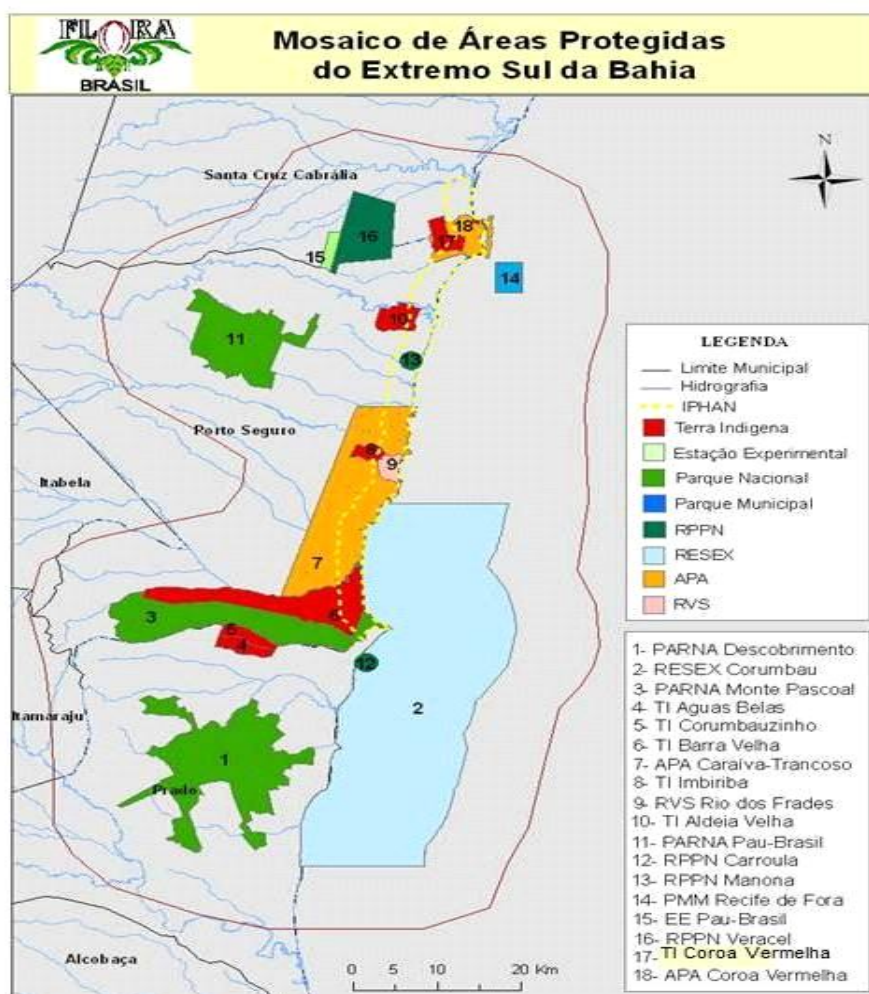 FLORA
BRASIL
Mosaico de Áreas Protegidas
do Extremo Sul da Bahia
N
Santa Cruz Cabrália
18
17
16
15
14
10
11
13
Porto Seguro
8
9
Itabela
7
3
6
5
4
12
2
Itamaraju
1
Prado
Alcobaça
0 5 10 20 Km
LEGENDA
Limite Municipal
Hidrografia
IPHAN
Terra Indigena
Estação Experimental
Parque Nacional
Parque Municipal
RPPN
RESEX
APA
RVS
1- PARNA Descobrimento
2- RESEX Corumbau
3- PARNA Monte Pascoal
4- TI Aguas Belas
5- TI Corumbauzinho
6- TI Barra Velha
7- APA Caraíva-Trancoso
8- TI Imbiriba
9- RVS Rio dos Frades
10- TI Aldeia Velha
11- PARNA Pau-Brasil
12- RPPN Carroula
13- RPPN Manona
14- PMM Recife de Fora
15- EE Pau-Brasil
16- RPPN Veracel
17- TI Coroa Vermelha
18- APA Coroa Vermelha